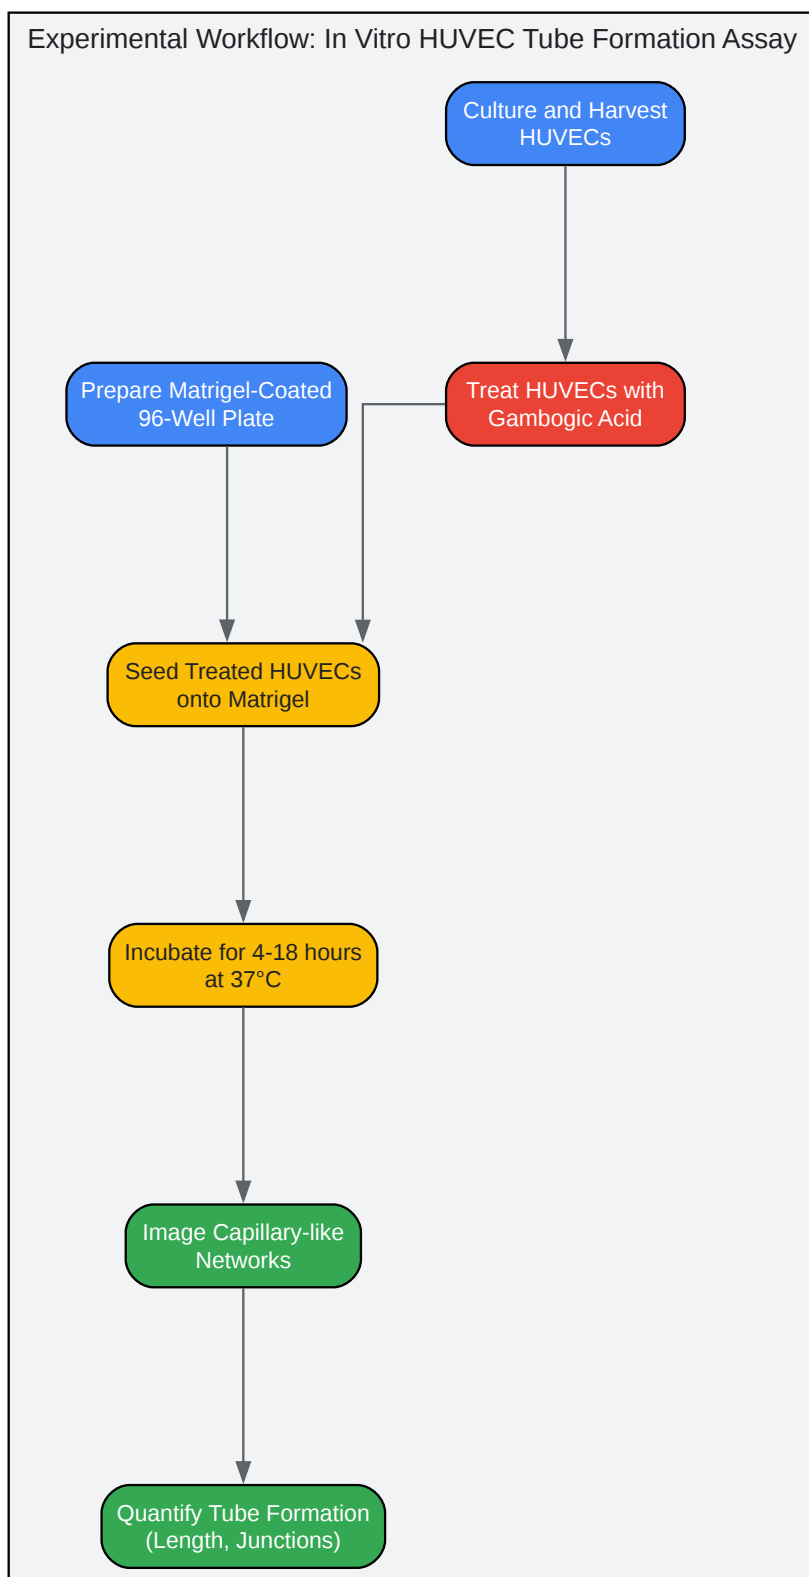 Experimental Workflow: In Vitro HUVEC Tube Formation Assay
Culture and Harvest
HUVECs
Prepare Matrigel-Coated
96-Well Plate
Treat HUVECs with
Gambogic Acid
Seed Treated HUVECs
onto Matrigel
Incubate for 4-18 hours
at 37°C
Image Capillary-like
Networks
Quantify Tube Formation
(Length, Junctions)